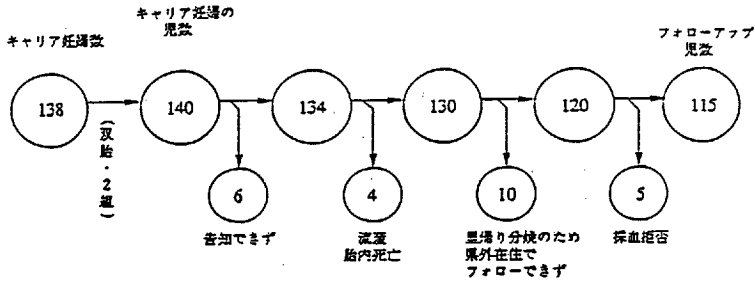 キャリア妊婦数
キャリア妊婦の
児数
フォローアップ
児数
138
140
134
130
120
115
(双胎・2組)
6
4
10
5
告知できず
流産
胎内死亡
里帰り分娩のため
県外在住で
フォローできず
採血拒否